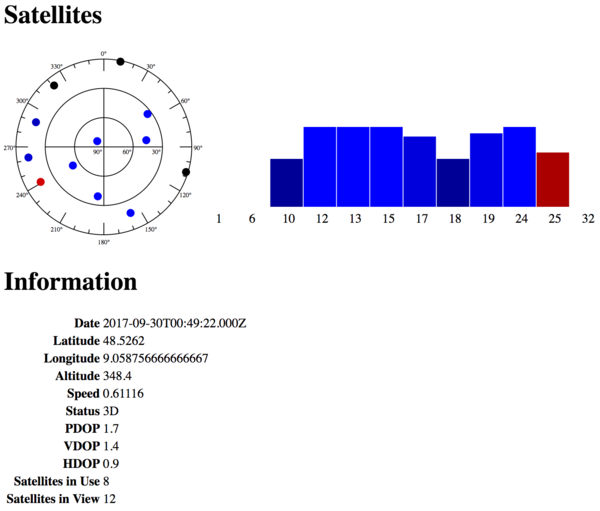 Satellites
0°
330° 30°
300°
270° 90° 60° 30° 90°
240° 120°
210° 150°
180°
1 6 10 12 13 15 17 18 19 24 25 32
Information
Date 2017-09-30T00:49:22.000Z
Latitude 48.5262
Longitude 9.058756666666667
Altitude 348.4
Speed 0.61116
Status 3D
PDOP 1.7
VDOP 1.4
HDOP 0.9
Satellites in Use 8
Satellites in View 12